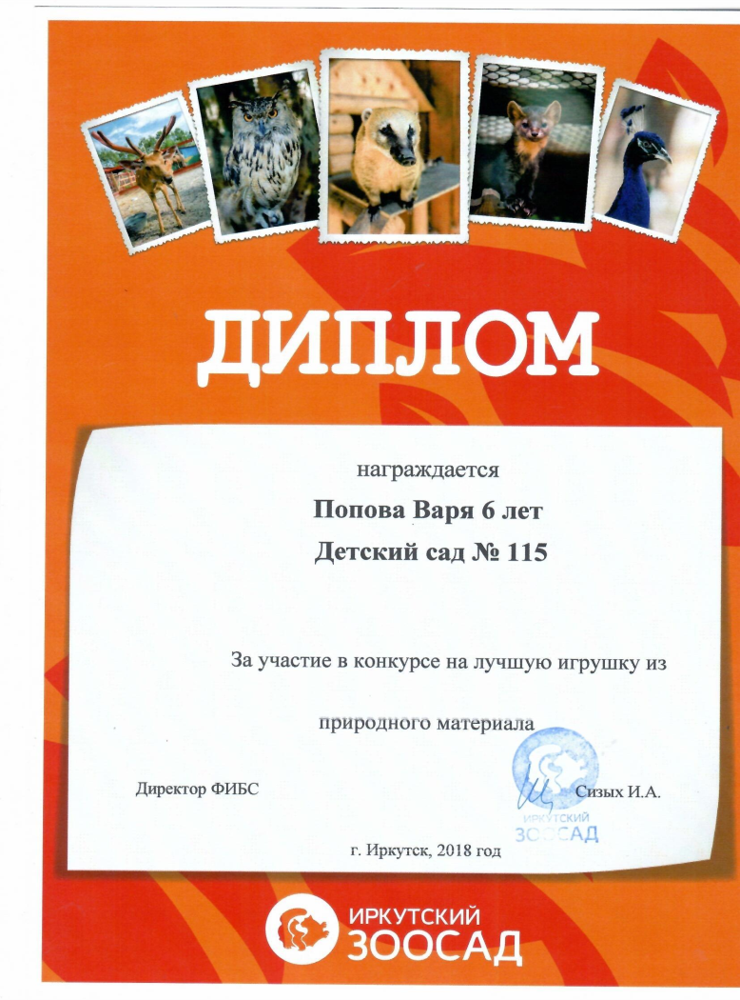 ДИПЛОМ
награждается
Попова Варя 6 лет
Детский сад № 115
За участие в конкурсе на лучшую игрушку из
природного материала
Директор ФИБС
Сизых И.А.
ИРКУТСКИЙ
ЗООСАД
г. Иркутск, 2018 год
ИРКУТСКИЙ
ЗООСАД